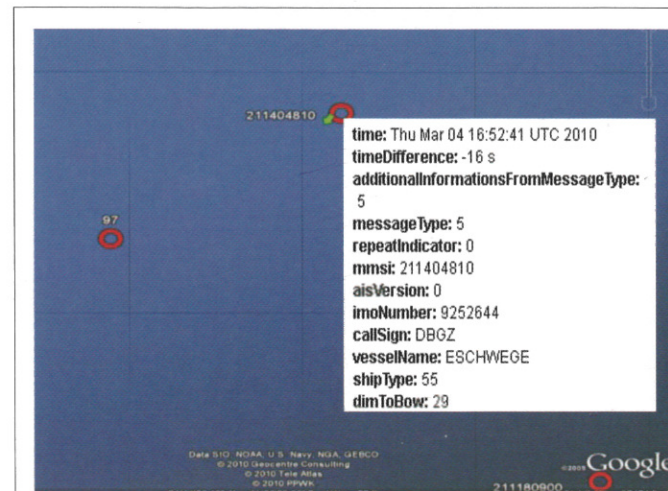 211404810
97
time: Thu Mar 04 16:52:41 UTC 2010
timeDifference: -16 s
additionalInformationsFromMessageType:
5
messageType: 5
repeatIndicator: 0
mmsi: 211404810
aisVersion: 0
imoNumber: 9252644
callSign: DBGZ
vesselName: ESCHWEGE
shipType: 55
dimToBow: 29
Data SIO, NOAA, U.S. Navy, NGA, GEBCO
© 2010 Geocentre Consulting
© 2010 Tele Atlas
© 2010 PPWK
©2009 Google
211180900